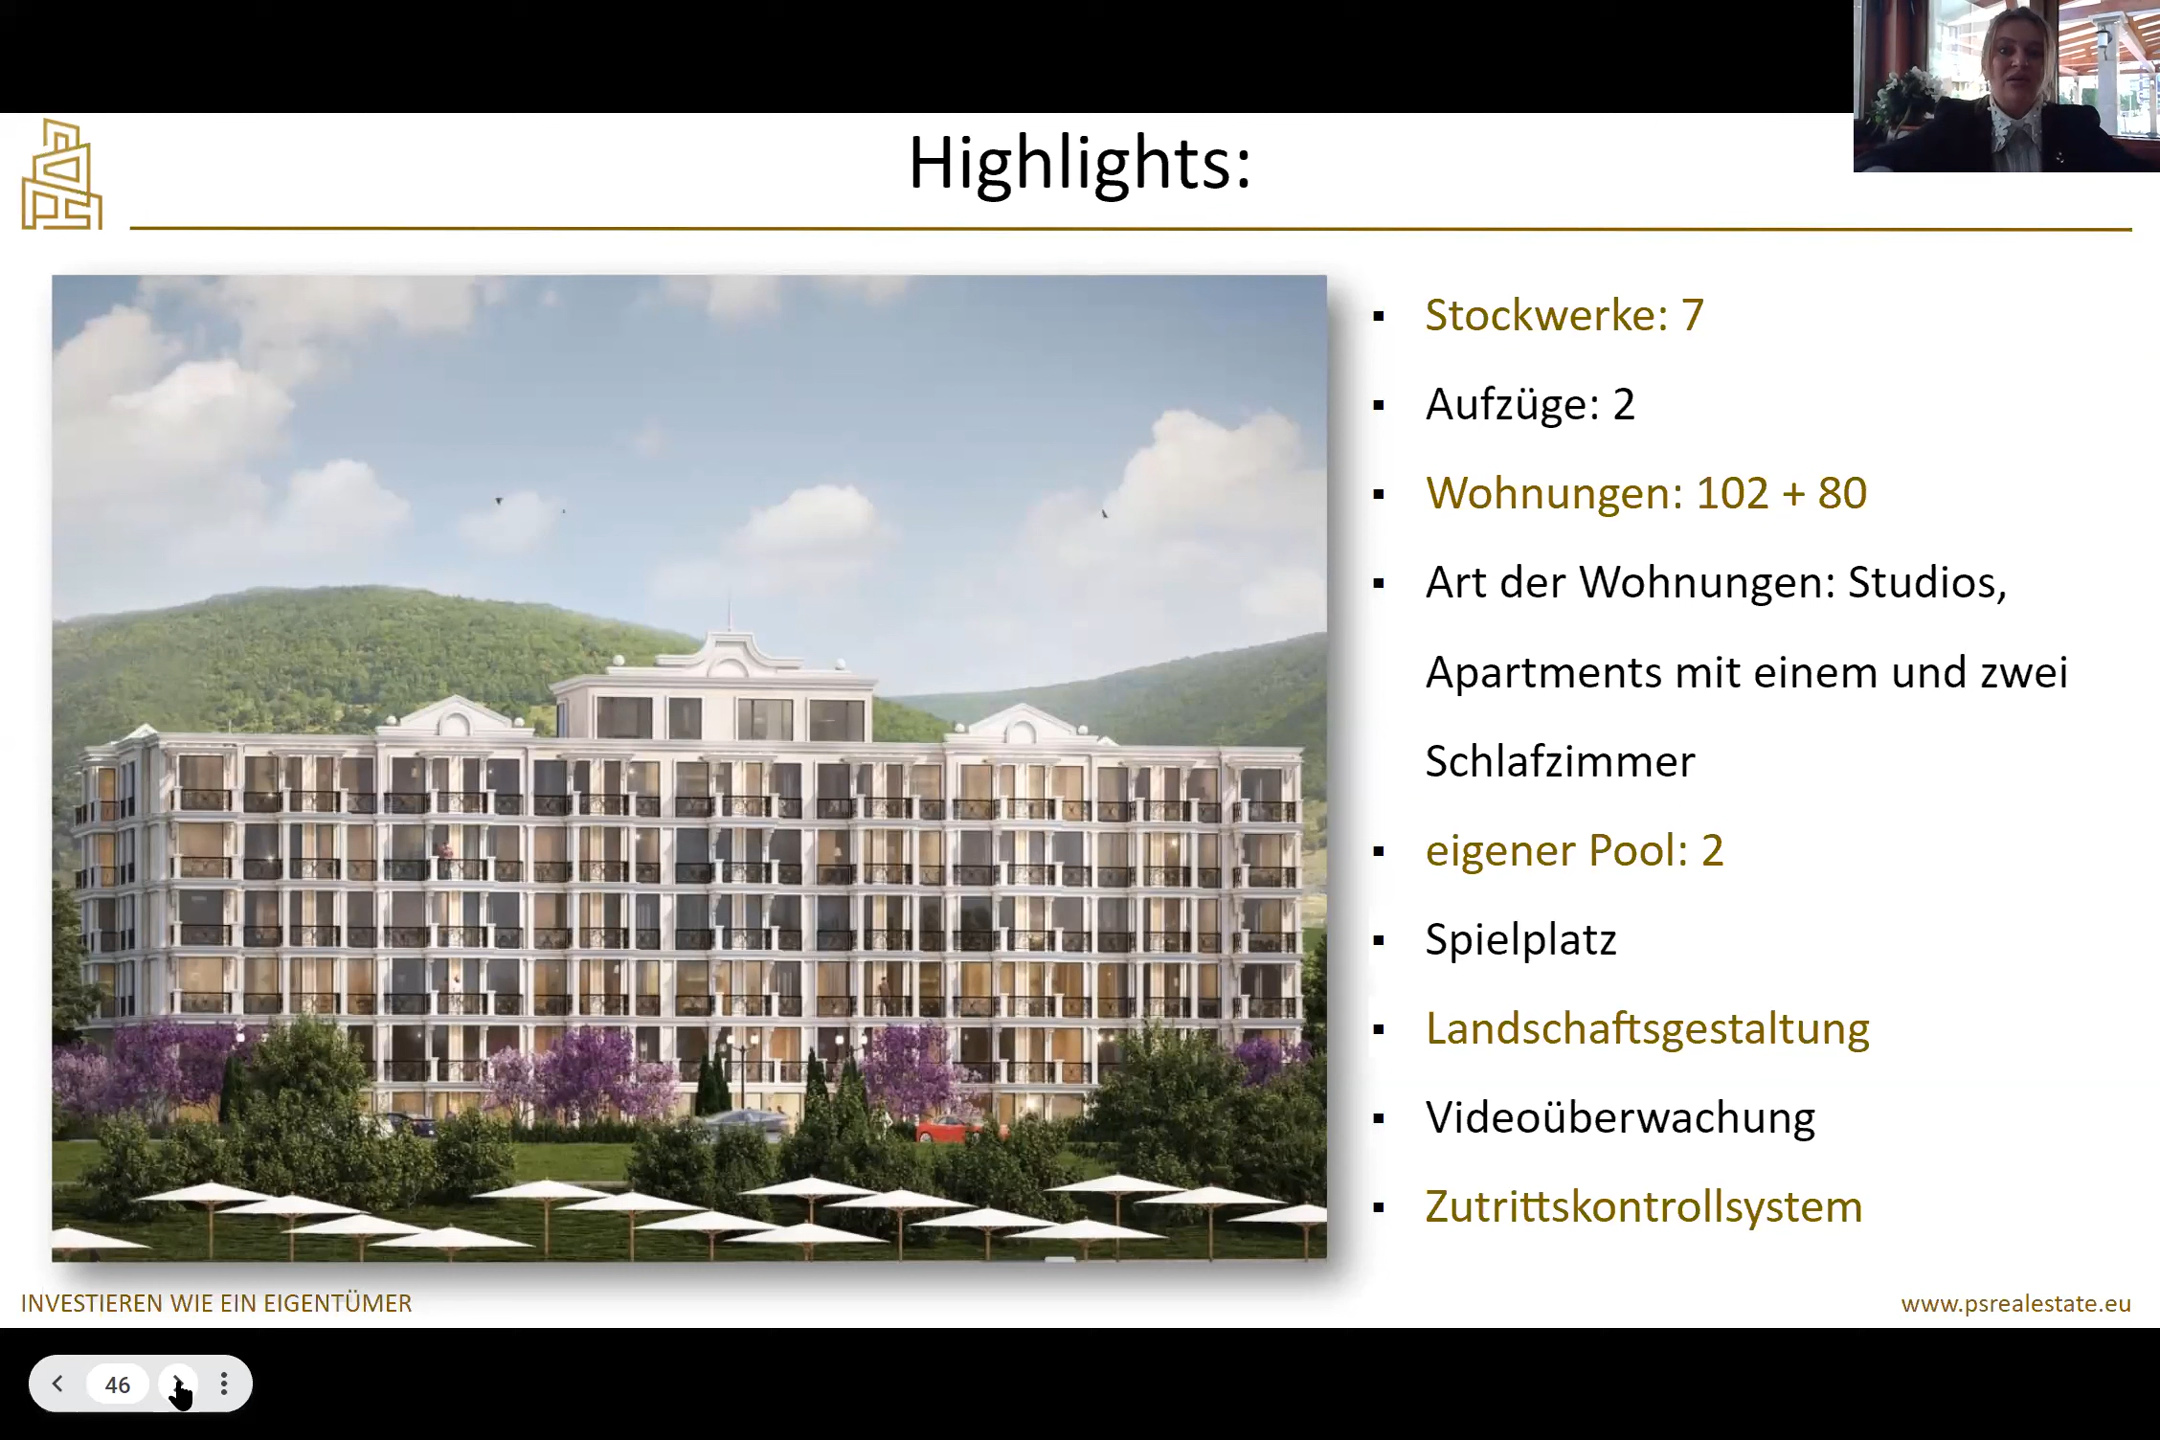 Highlights:
Stockwerke: 7
Aufzüge: 2
Wohnungen: 102 + 80
Art der Wohnungen: Studios,
Apartments mit einem und zwei
Schlafzimmer
eigener Pool: 2
Spielplatz
Landschaftsgestaltung
Videoüberwachung
Zutrittskontrollsystem
INVESTIEREN WIE EIN EIGENTÜMER
www.psrealestate.eu
46